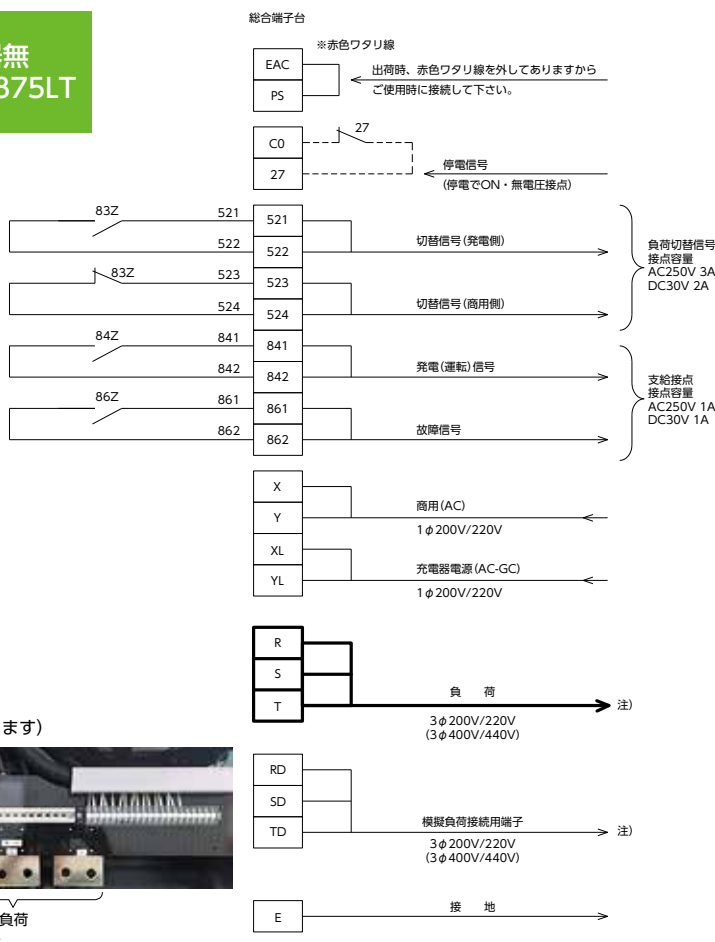 総合端子台
無
375LT
※赤色ワタリ線
EAC
PS
出荷時、赤色ワタリ線を外してありますから
ご使用時に接続して下さい。
27
C0
27
停電信号
(停電でON・無電圧接点)
83Z 521 521
522 522 切替信号(発電側)
83Z 523 523
524 524 切替信号(商用側)
負荷切替信号
接点容量
AC250V 3A
DC30V 2A
84Z 841 841
842 842 発電(運転)信号
86Z 861 861
862 862 故障信号
支給接点
接点容量
AC250V 1A
DC30V 1A
X
Y
商用(AC)
1φ200V/220V
XL
YL
充電器電源(AC-GC)
1φ200V/220V
R
S
T
負 荷 注)
3φ200V/220V
(3φ400V/440V)
ます)
RD
SD
TD
模擬負荷接続用端子 注)
3φ200V/220V
(3φ400V/440V)
負荷
E 接 地